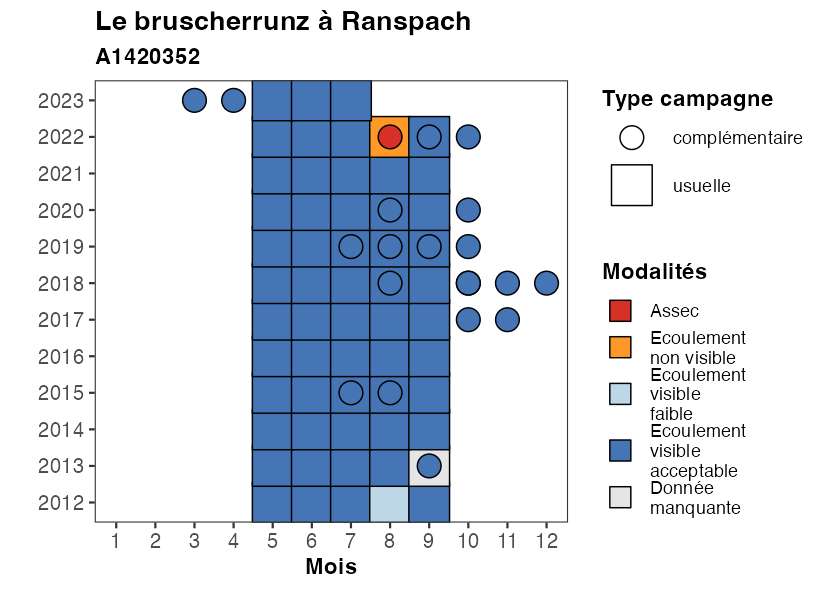 Le bruscherrunz à Ranspach
A1420352
2023
2022
2021
2020
2019
2018
2017
2016
2015
2014
2013
2012
1 2 3 4 5 6 7 8 9 10 11 12
Mois
Type campagne
complémentaire
usuelle
Modalités
Assec
Ecoulement
non visible
Ecoulement
visible
faible
Ecoulement
visible
acceptable
Donnée
manquante